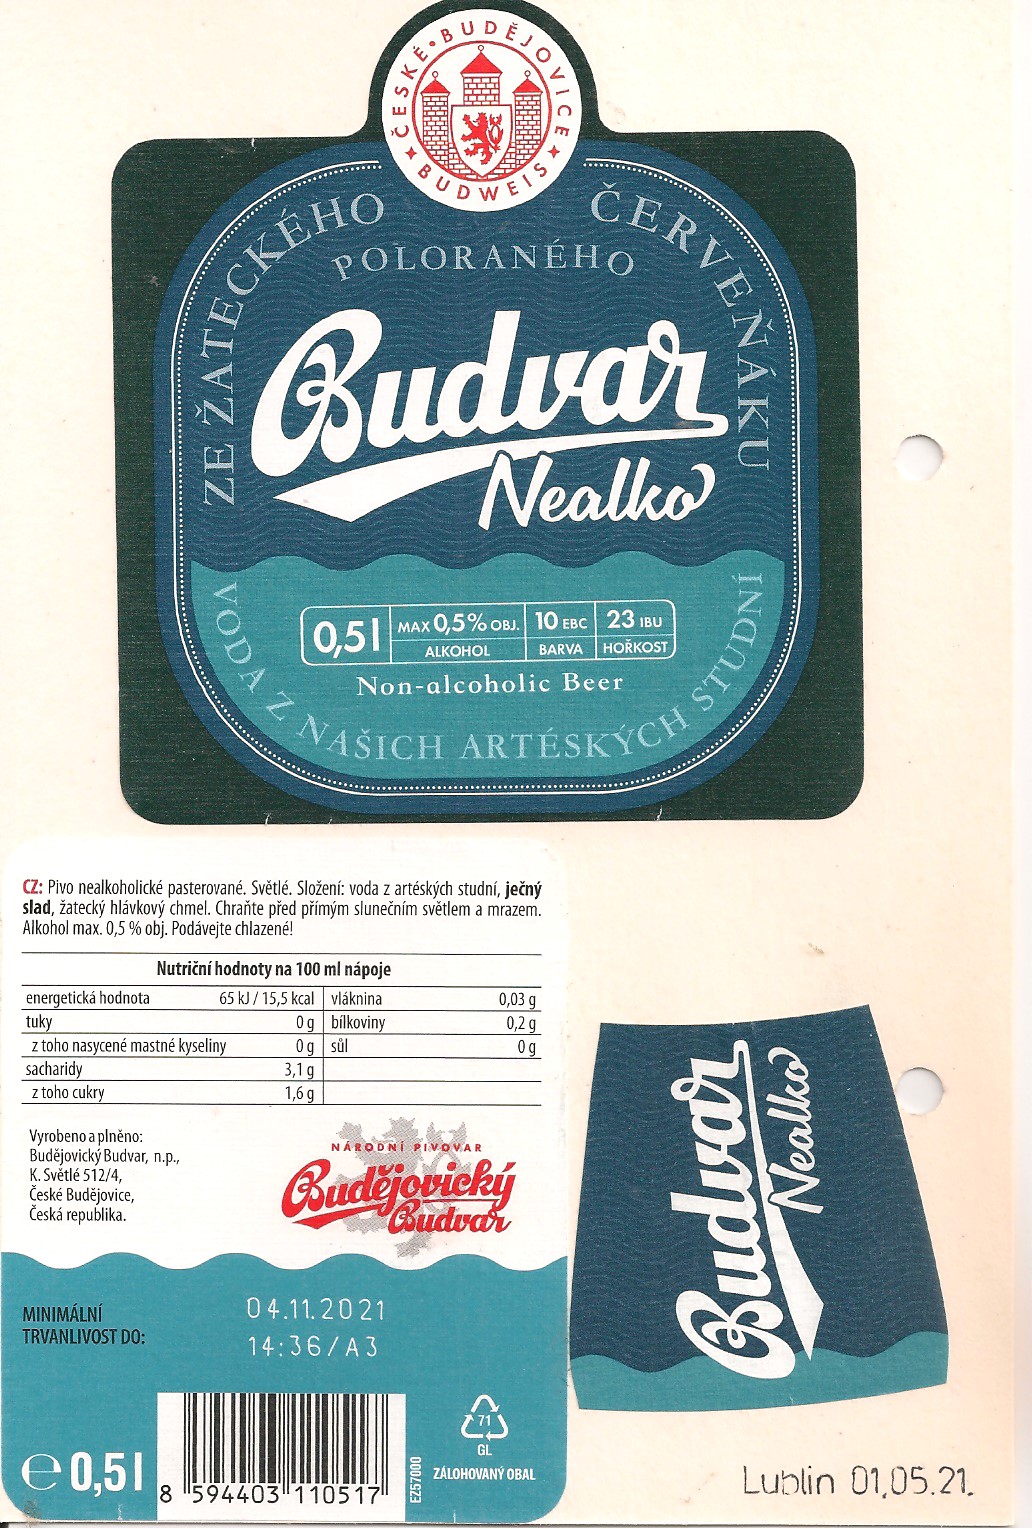 ČESKÉ • BUDĚJOVICE
BUDWEIS
ZE ŽATECKÉHO
POLORANÉHO
ČERVEŇÁKU
Budvar
Nealko
0,5 l
MAX 0,5% OBJ.
ALKOHOL
10 EBC
BARVA
23 IBU
HOŘKOST
Non-alcoholic Beer
VODA Z NAŠICH ARTÉSKÝCH STUDNÍ
CZ: Pivo nealkoholické pasterované. Světlé. Složení: voda z artéských studní, ječný
slad, žatecký hlávkový chmel. Chraňte před přímým slunečním světlem a mrazem.
Alkohol max. 0,5 % obj. Podávejte chlazené!
Nutriční hodnoty na 100 ml nápoje
energetická hodnota 65 kJ / 15,5 kcal vláknina 0,03 g
tuky 0 g bílkoviny 0,2 g
z toho nasycené mastné kyseliny 0 g sůl 0 g
sacharidy 3,1 g
z toho cukry 1,6 g
Vyrobeno a plněno:
Budějovický Budvar, n.p.,
K. Světlé 512/4,
České Budějovice,
Česká republika.
NÁRODNÍ PIVOVAR
Budějovický
Budvar
MINIMÁLNÍ
TRVANLIVOST DO:
04.11.2021
14:36/A3
e 0,5 l
8 594403 110517
EZ57000
71
GL
ZÁLOHOVANÝ OBAL
Budvar
Nealko
Lublin 01.05.21.